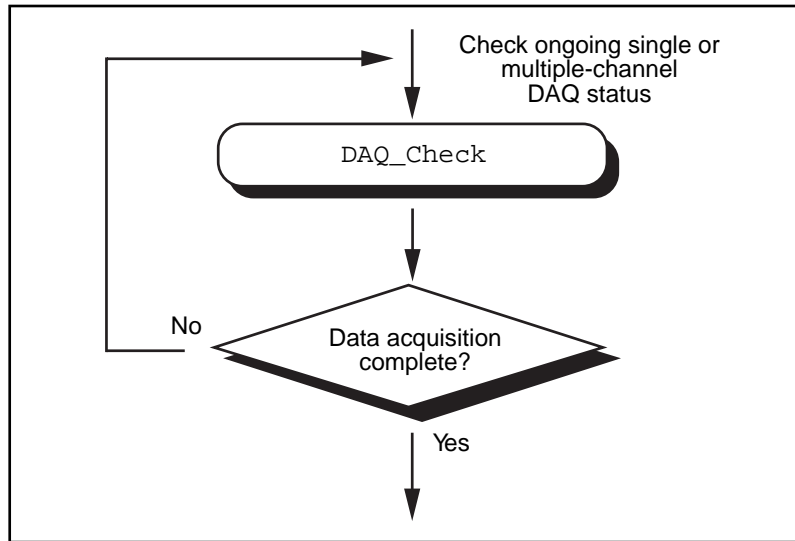 Check ongoing single or
multiple-channel
DAQ status
DAQ_Check
No
Data acquisition
complete?
Yes